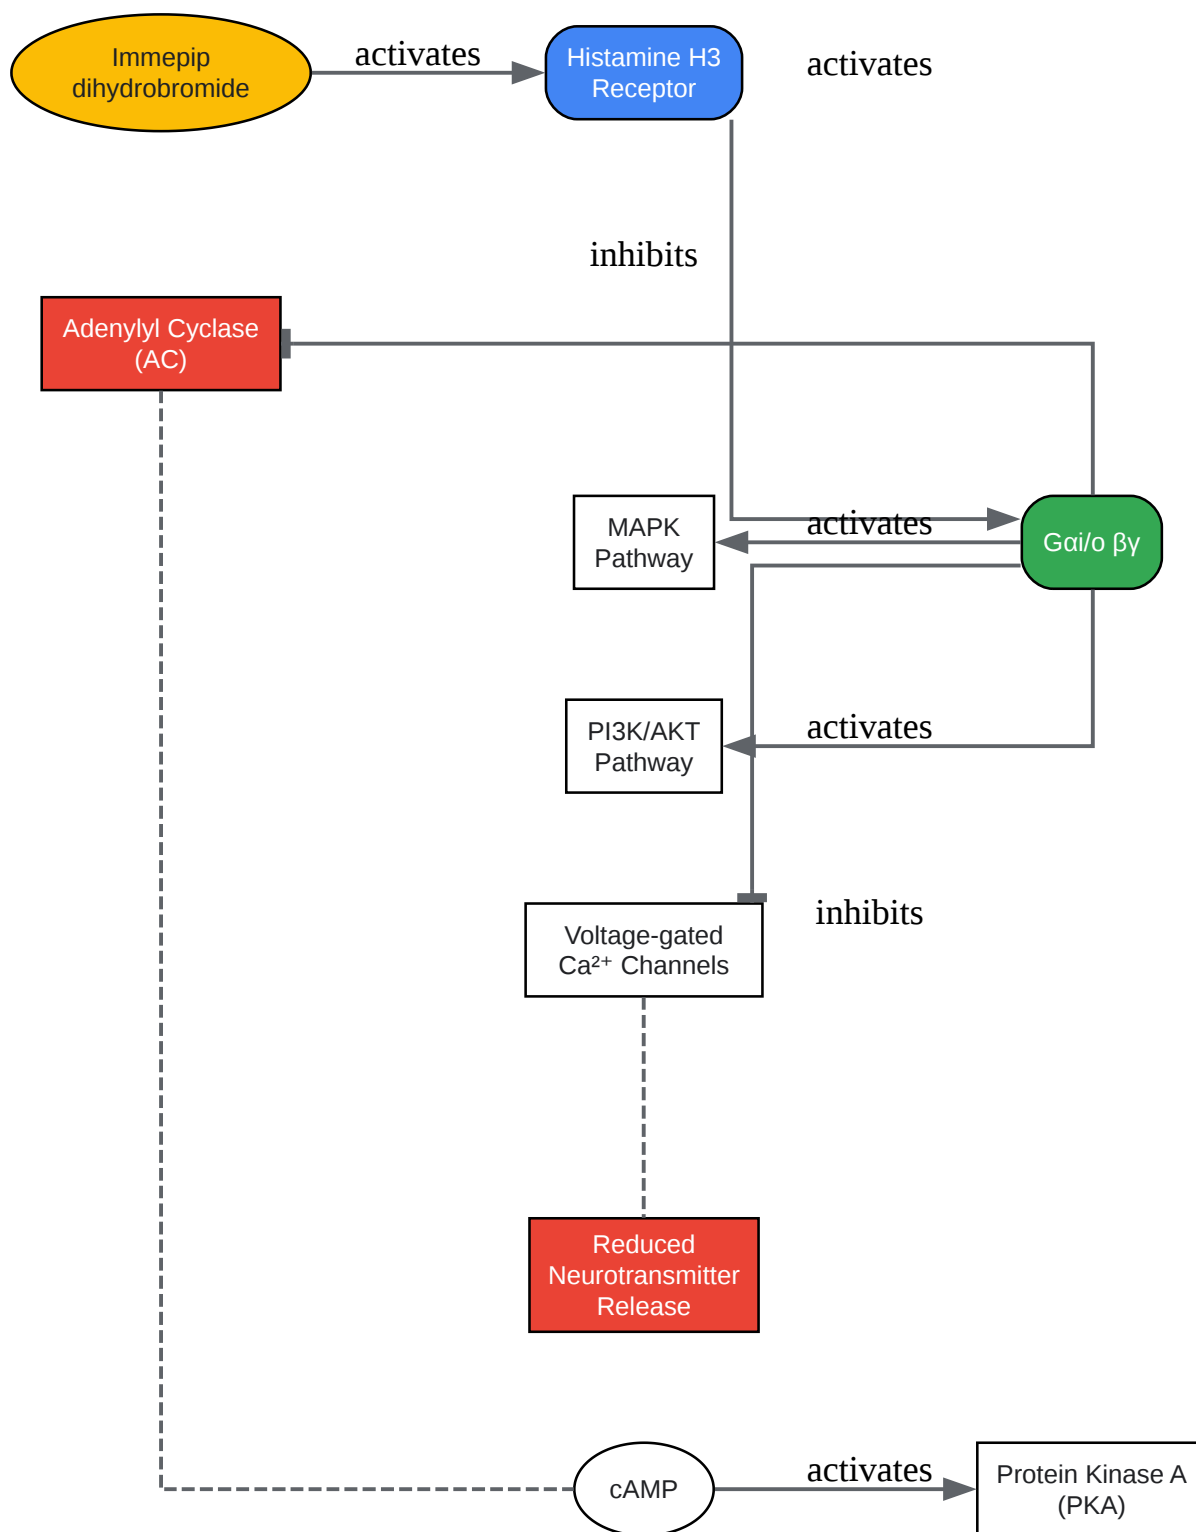 Immepip
dihydrobromide
activates
Histamine H3
Receptor
activates
inhibits
Adenylyl Cyclase
(AC)
MAPK
Pathway
activates
Gαi/o βγ
PI3K/AKT
Pathway
activates
Voltage-gated
Ca²⁺ Channels
inhibits
Reduced
Neurotransmitter
Release
cAMP
activates
Protein Kinase A
(PKA)